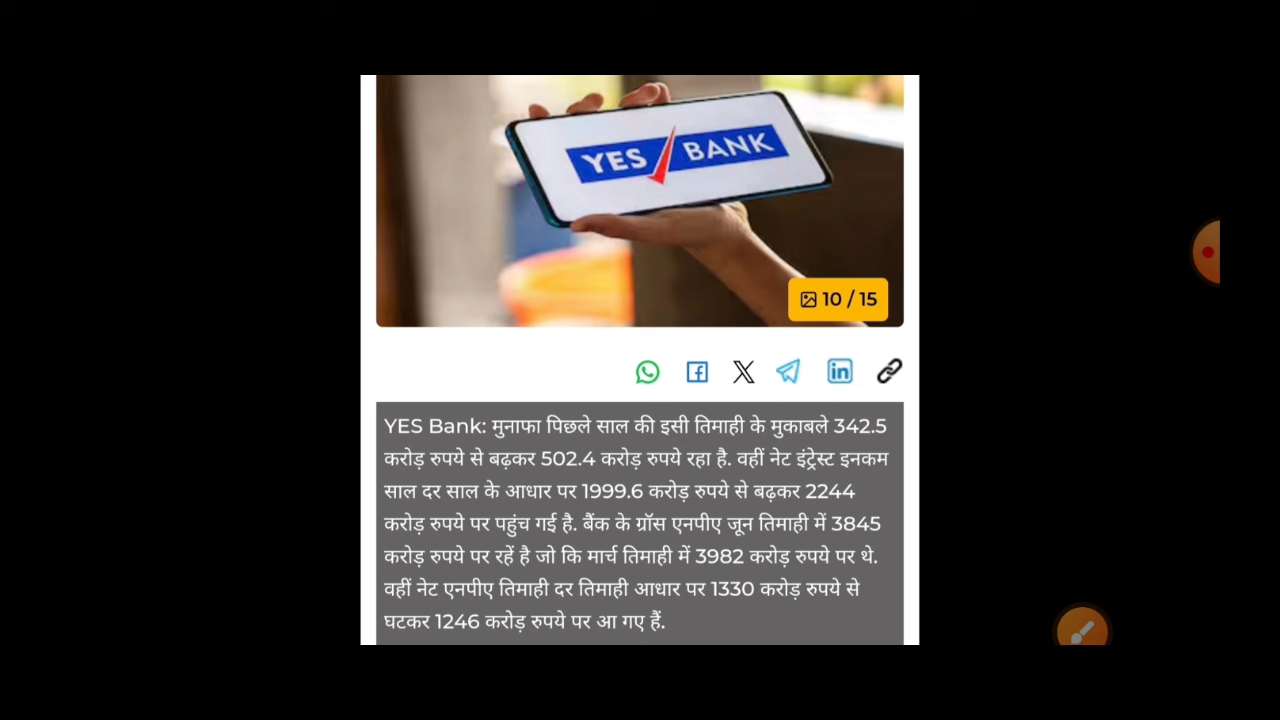 YES BANK
10 / 15
YES Bank: मुनाफा पिछले साल की इसी तिमाही के मुकाबले 342.5
करोड़ रुपये से बढ़कर 502.4 करोड़ रुपये रहा है. वहीं नेट इंट्रेस्ट इनकम
साल दर साल के आधार पर 1999.6 करोड़ रुपये से बढ़कर 2244
करोड़ रुपये पर पहुंच गई है. बैंक के ग्रॉस एनपीए जून तिमाही में 3845
करोड़ रुपये पर रहें है जो कि मार्च तिमाही में 3982 करोड़ रुपये पर थे.
वहीं नेट एनपीए तिमाही दर तिमाही आधार पर 1330 करोड़ रुपये से
घटकर 1246 करोड़ रुपये पर आ गए हैं.